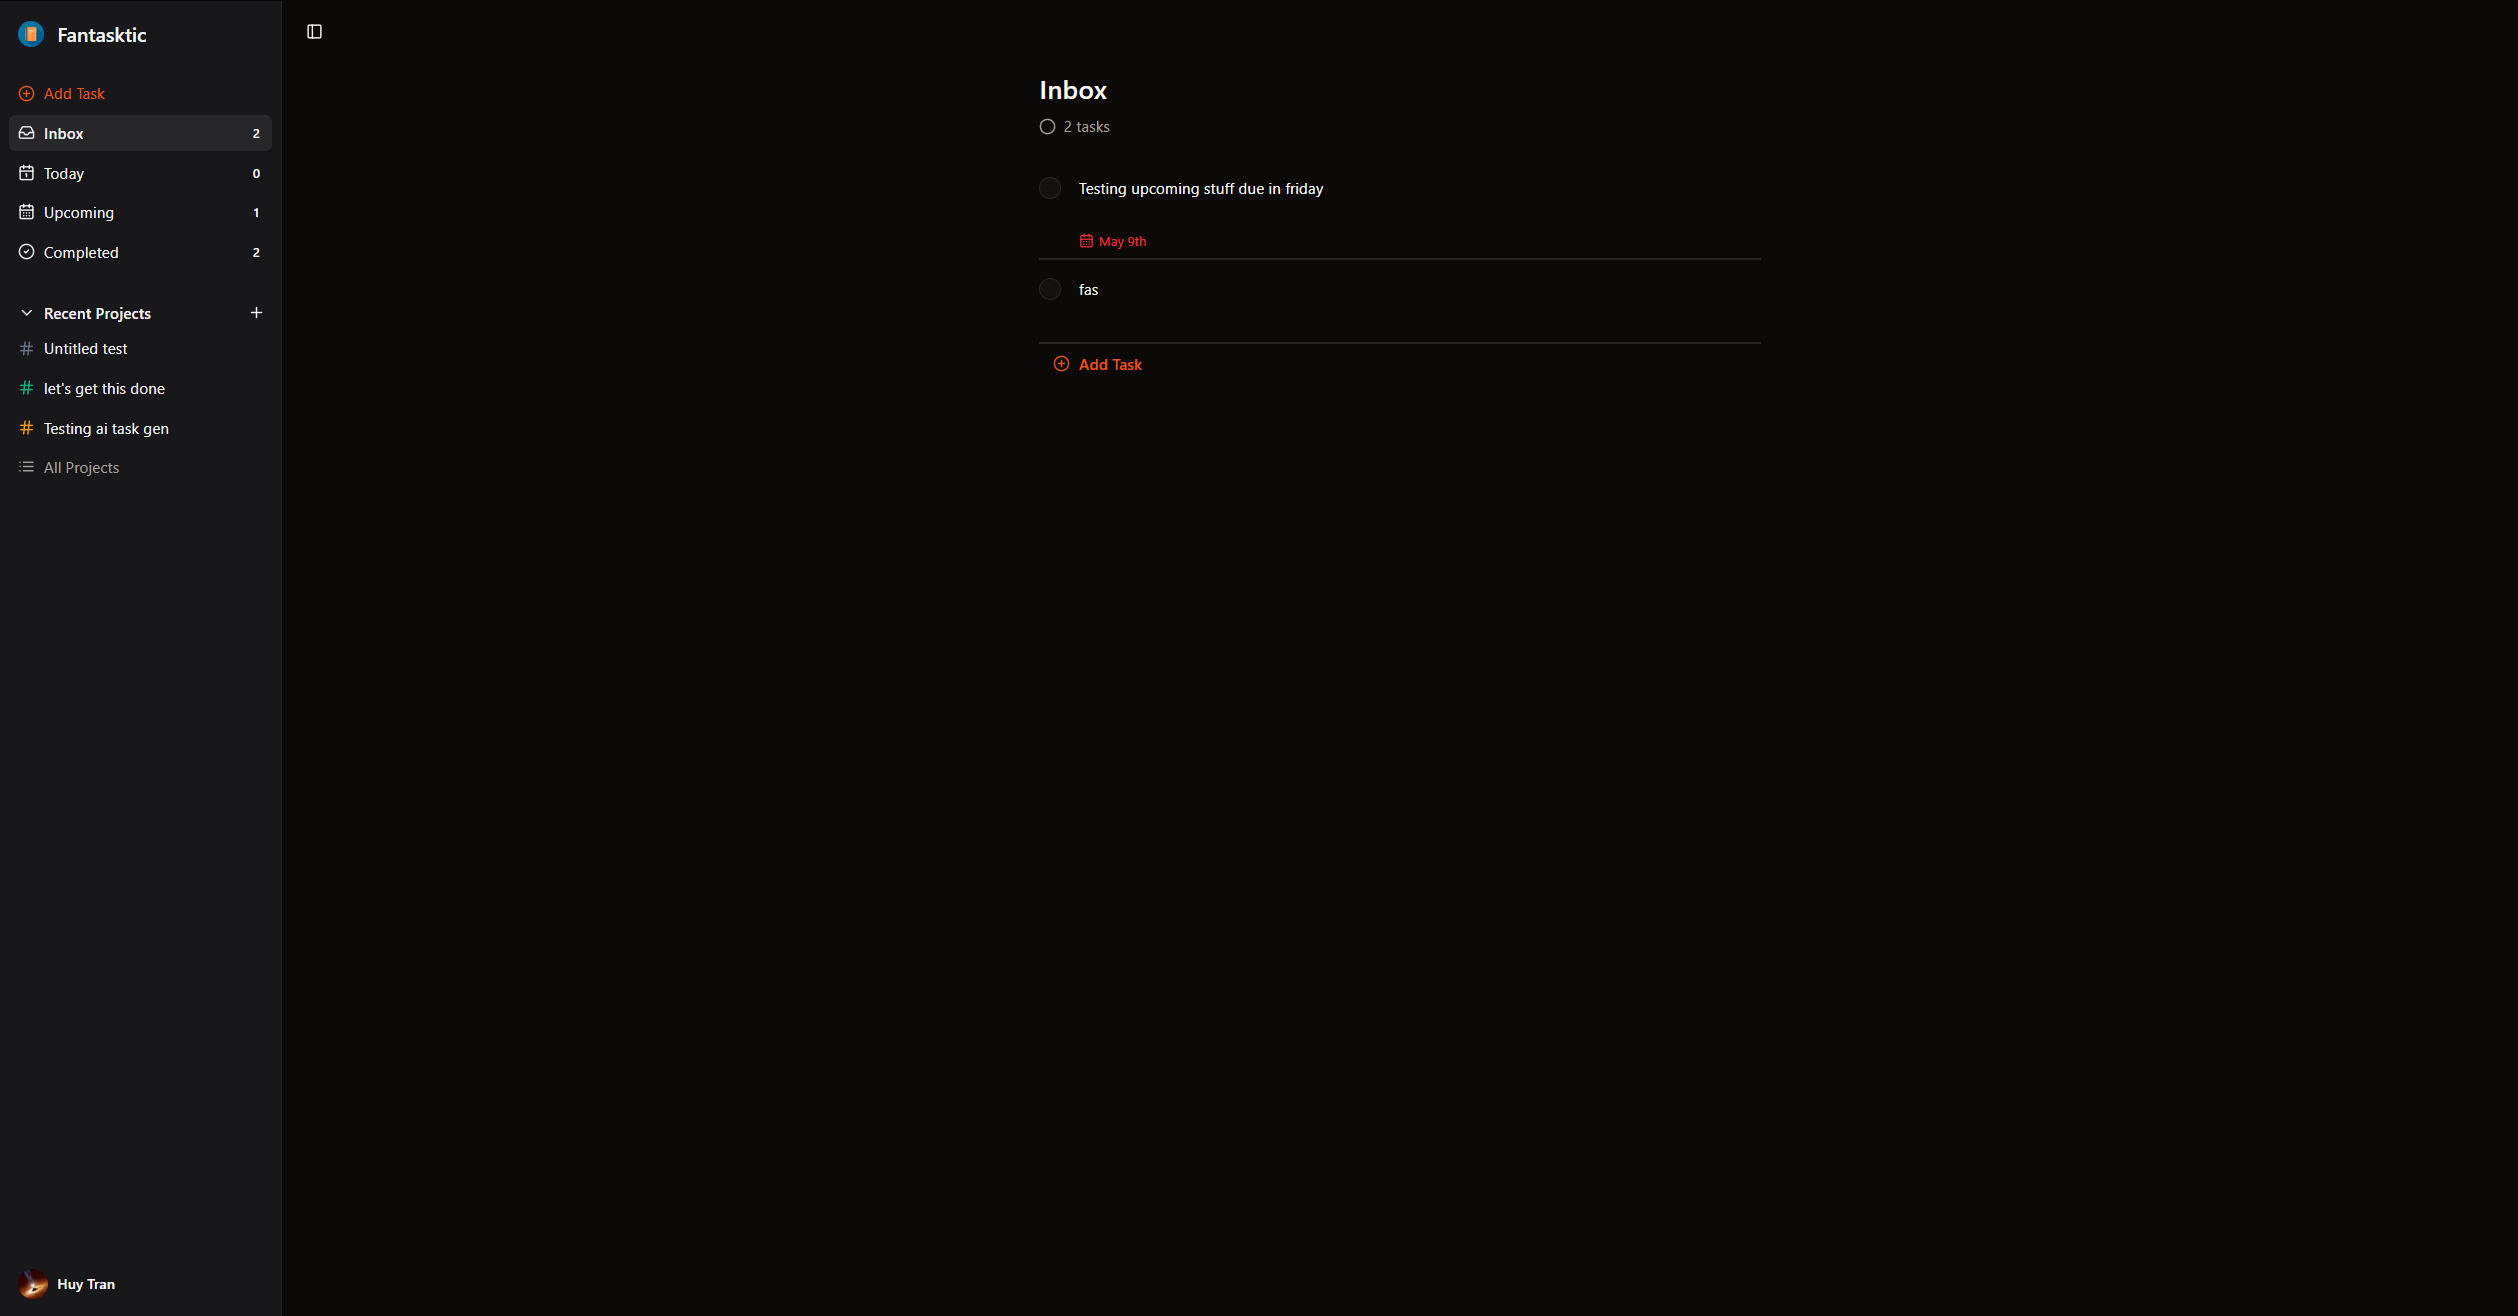 Fantasktic
Add Task
Inbox 2
Today 0
Upcoming 1
Completed 2
Recent Projects
Untitled test
let's get this done
Testing ai task gen
All Projects
Huy Tran
Inbox
2 tasks
Testing upcoming stuff due in friday
May 9th
fas
Add Task